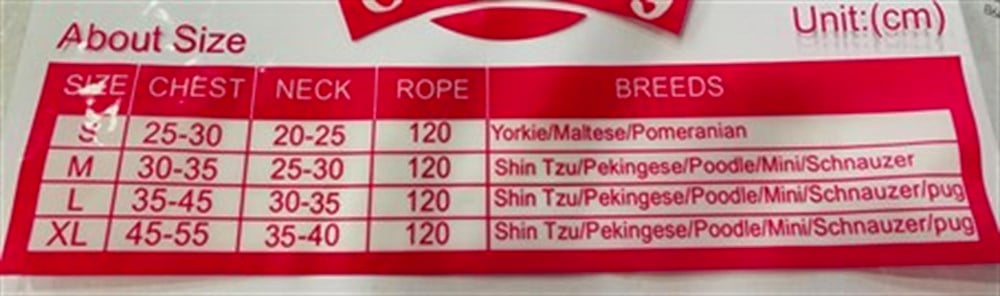 Unit:(cm)
About Size
SIZE CHEST NECK ROPE BREEDS
S 25-30 20-25 120 Yorkie/Maltese/Pomeranian
M 30-35 25-30 120 Shin Tzu/Pekingese/Poodle/Mini/Schnauzer
L 35-45 30-35 120 Shin Tzu/Pekingese/Poodle/Mini/Schnauzer/pug
XL 45-55 35-40 120 Shin Tzu/Pekingese/Poodle/Mini/Schnauzer/pug